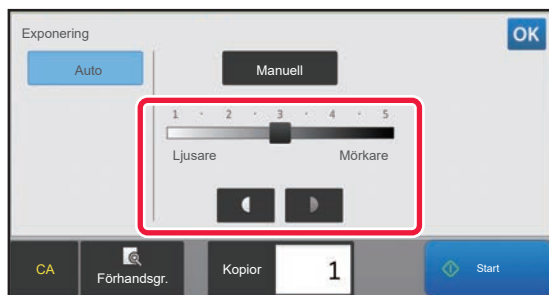 Exponering
OK
Auto
Manuell
1 · 2 · 3 · 4 · 5
Ljusare Mörkare
CA
Förhandsgr.
Kopior
1
Start